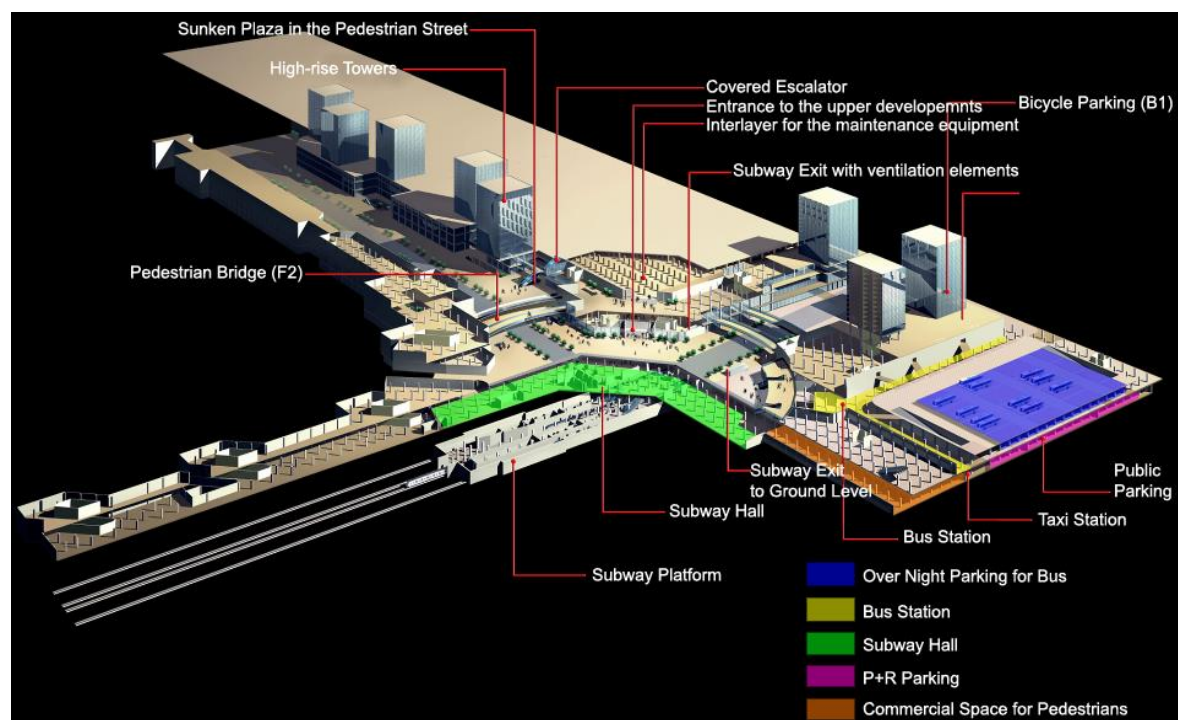 Sunken Plaza in the Pedestrian Street
High-rise Towers
Covered Escalator
Entrance to the upper developemnts
Bicycle Parking (B1)
Interlayer for the maintenance equipment
Subway Exit with ventilation elements
Pedestrian Bridge (F2)
Subway Exit
to Ground Level
Public
Parking
Subway Hall
Taxi Station
Bus Station
Subway Platform
Over Night Parking for Bus
Bus Station
Subway Hall
P+R Parking
Commercial Space for Pedestrians